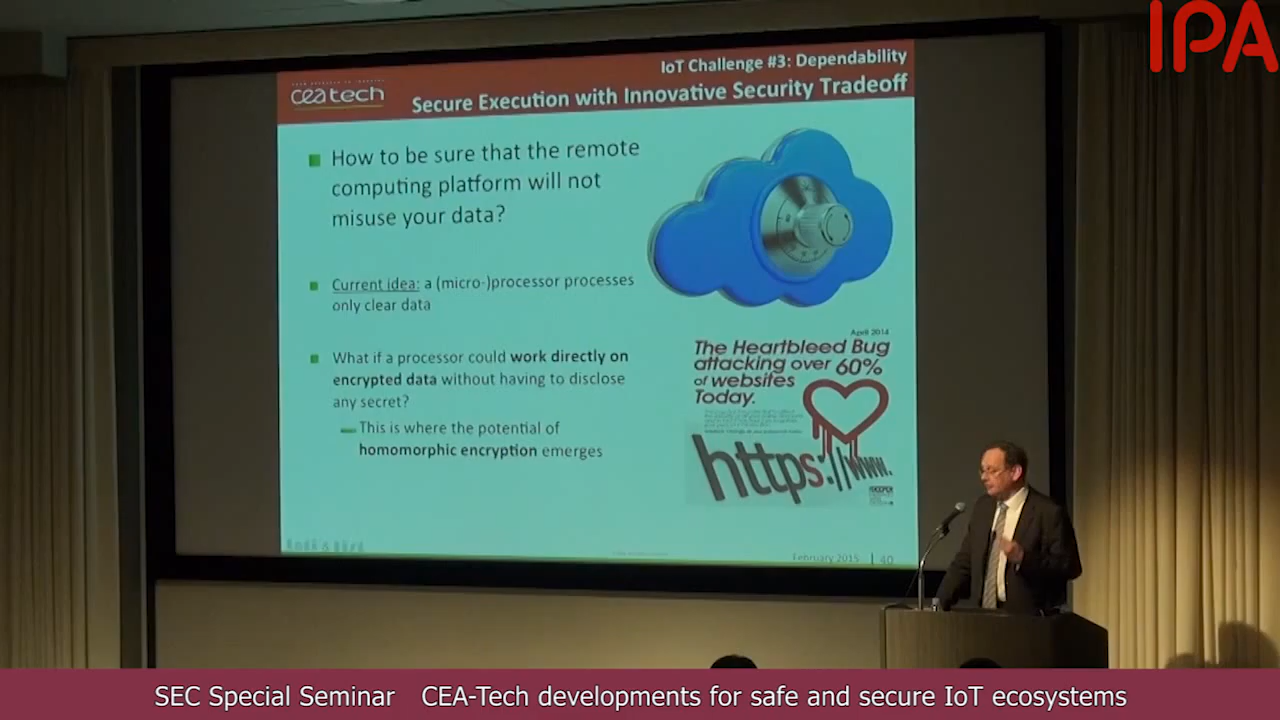 IPA
IoT Challenge #3: Dependability
ceatech
Secure Execution with Innovative Security Tradeoff
How to be sure that the remote
computing platform will not
misuse your data?
Current idea: a (micro-)processor processes
only clear data
What if a processor could work directly on
encrypted data without having to disclose
any secret?
This is where the potential of
homomorphic encryption emerges
April 2014
The Heartbleed Bug
attacking over 60%
of websites
Today.
https://www.
February 2015 | 40
SEC Special Seminar CEA-Tech developments for safe and secure IoT ecosystems